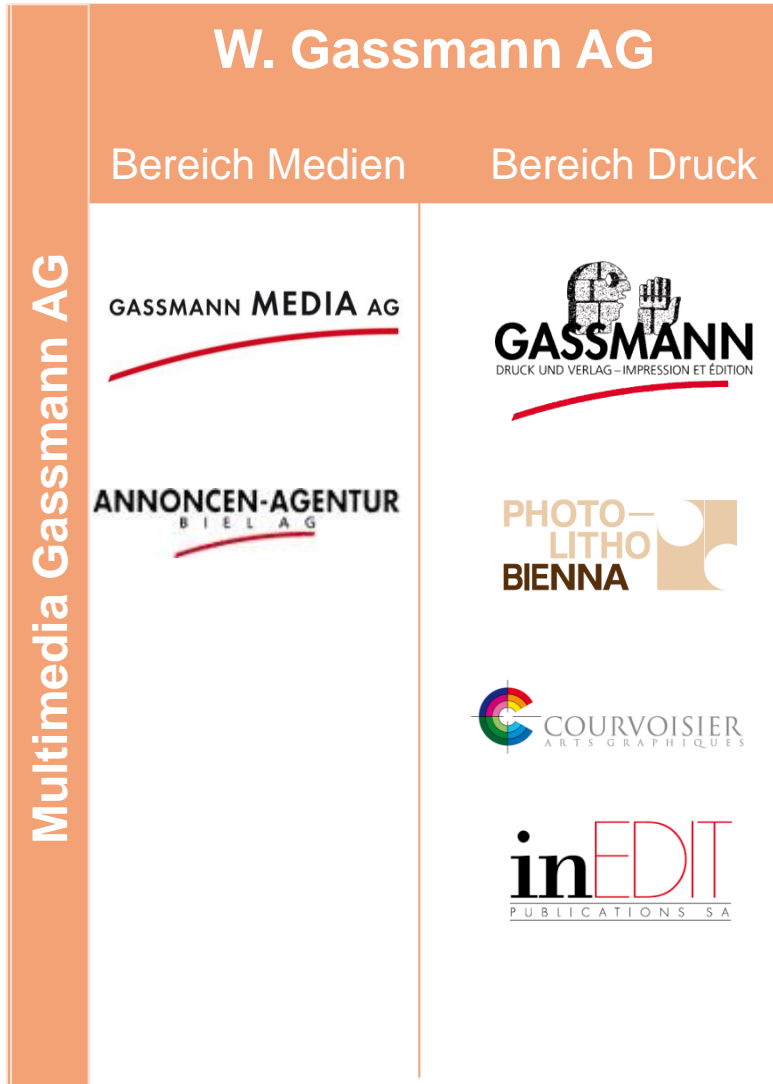 W. Gassmann AG
Bereich Medien
Bereich Druck
Multimedia Gassmann AG
GASSMANN MEDIA AG
ANNONCEN-AGENTUR
BIEL AG
GASSMANN
DRUCK UND VERLAG – IMPRESSION ET ÉDITION
PHOTO–
LITHO
BIENNA
COURVOISIER
ARTS GRAPHIQUES
inEDIT
PUBLICATIONS SA